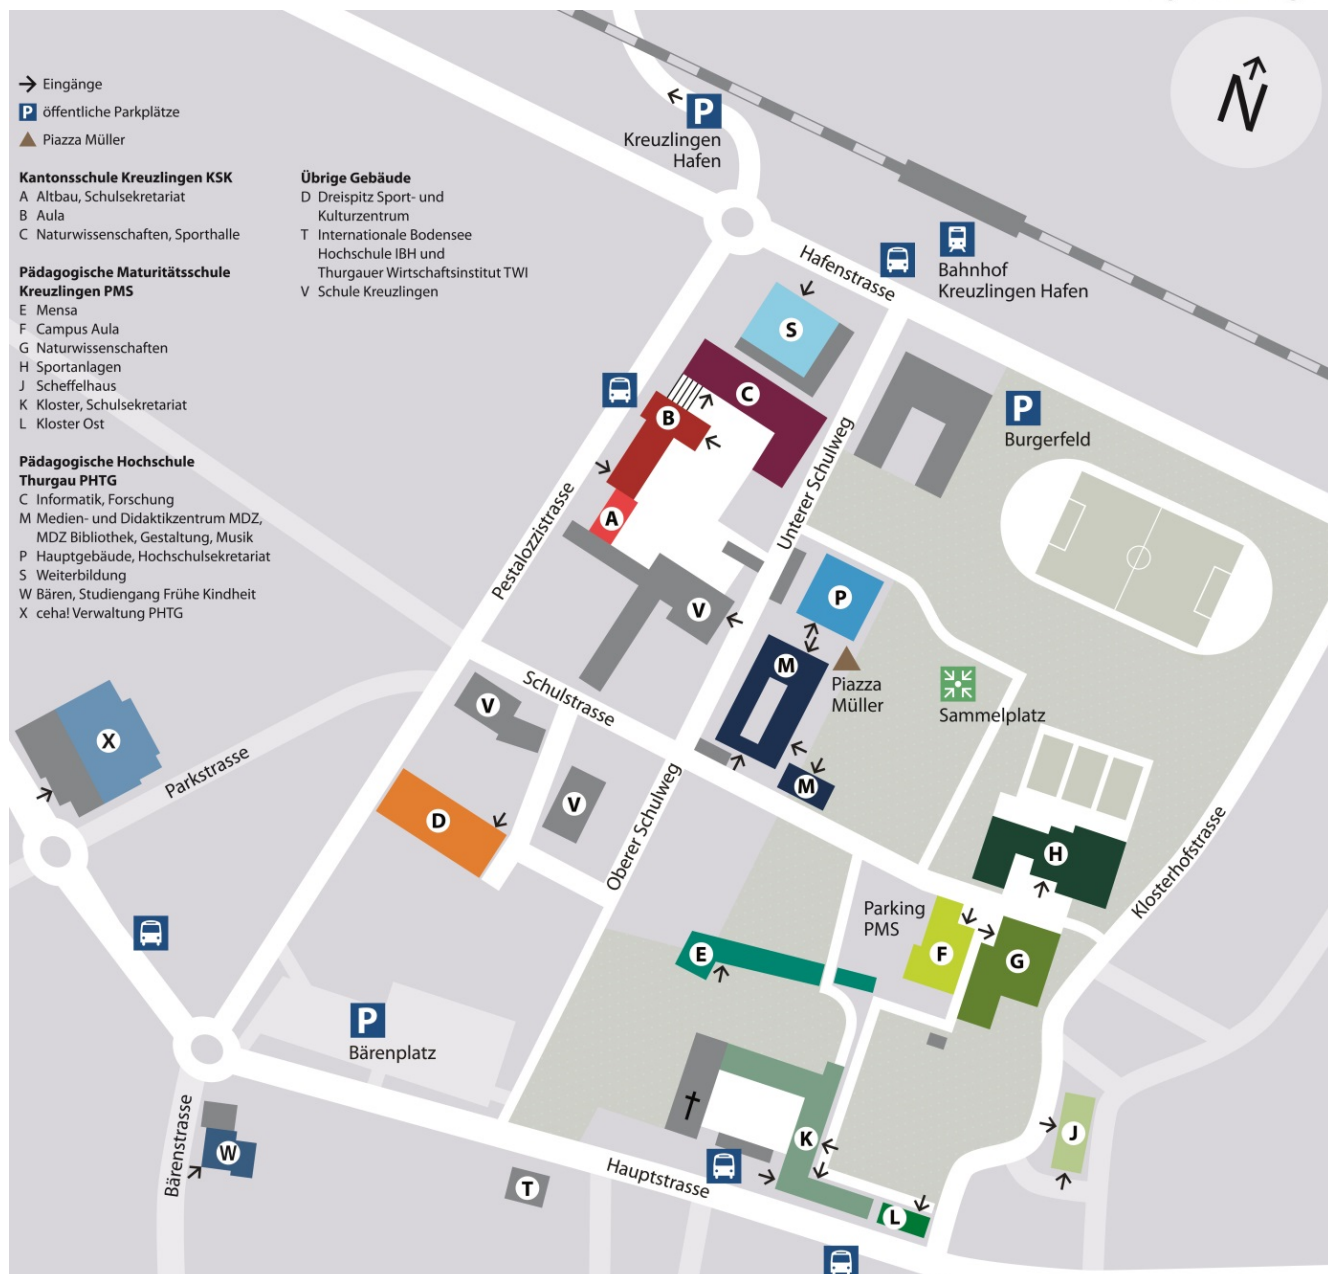 Eingänge
P öffentliche Parkplätze
Piazza Müller
Kantonsschule Kreuzlingen KSK
A Altbau, Schulsekretariat
B Aula
C Naturwissenschaften, Sporthalle
Pädagogische Maturitätsschule
Kreuzlingen PMS
E Mensa
F Campus Aula
G Naturwissenschaften
H Sportanlagen
J Scheffelhaus
K Kloster, Schulsekretariat
L Kloster Ost
Pädagogische Hochschule
Thurgau PHTG
C Informatik, Forschung
M Medien- und Didaktikzentrum MDZ,
MDZ Bibliothek, Gestaltung, Musik
P Hauptgebäude, Hochschulsekretariat
S Weiterbildung
W Bären, Studiengang Frühe Kindheit
X ceha! Verwaltung PHTG
Übrige Gebäude
D Dreispitz Sport- und
Kulturzentrum
T Internationale Bodensee
Hochschule IBH und
Thurgauer Wirtschaftsinstitut TWI
V Schule Kreuzlingen
N
P
Kreuzlingen
Hafen
Hafenstrasse
Bahnhof
Kreuzlingen Hafen
S
C
B
A
P
Burgerfeld
Unterer Schulweg
Pestalozzistrasse
V
P
M
Piazza
Müller
Sammelplatz
Schulstrasse
V
X
Parkstrasse
D
V
M
Oberer Schulweg
H
Klosterhofstrasse
Parking
PMS
F
G
E
P
Bärenplatz
Bärenstrasse
W
T
Hauptstrasse
K
J
L